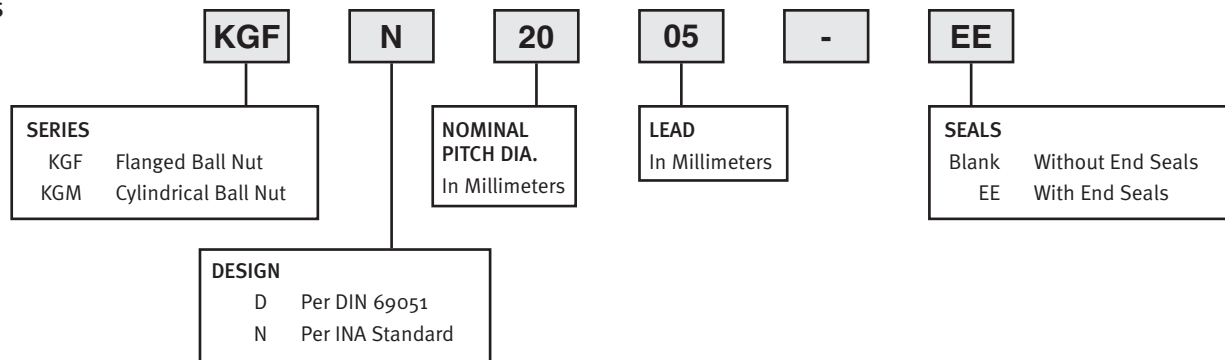 S
KGF N 20 05 - EE
SERIES
KGF Flanged Ball Nut
KGM Cylindrical Ball Nut
NOMINAL
PITCH DIA.
In Millimeters
LEAD
In Millimeters
SEALS
Blank Without End Seals
EE With End Seals
DESIGN
D Per DIN 69051
N Per INA Standard